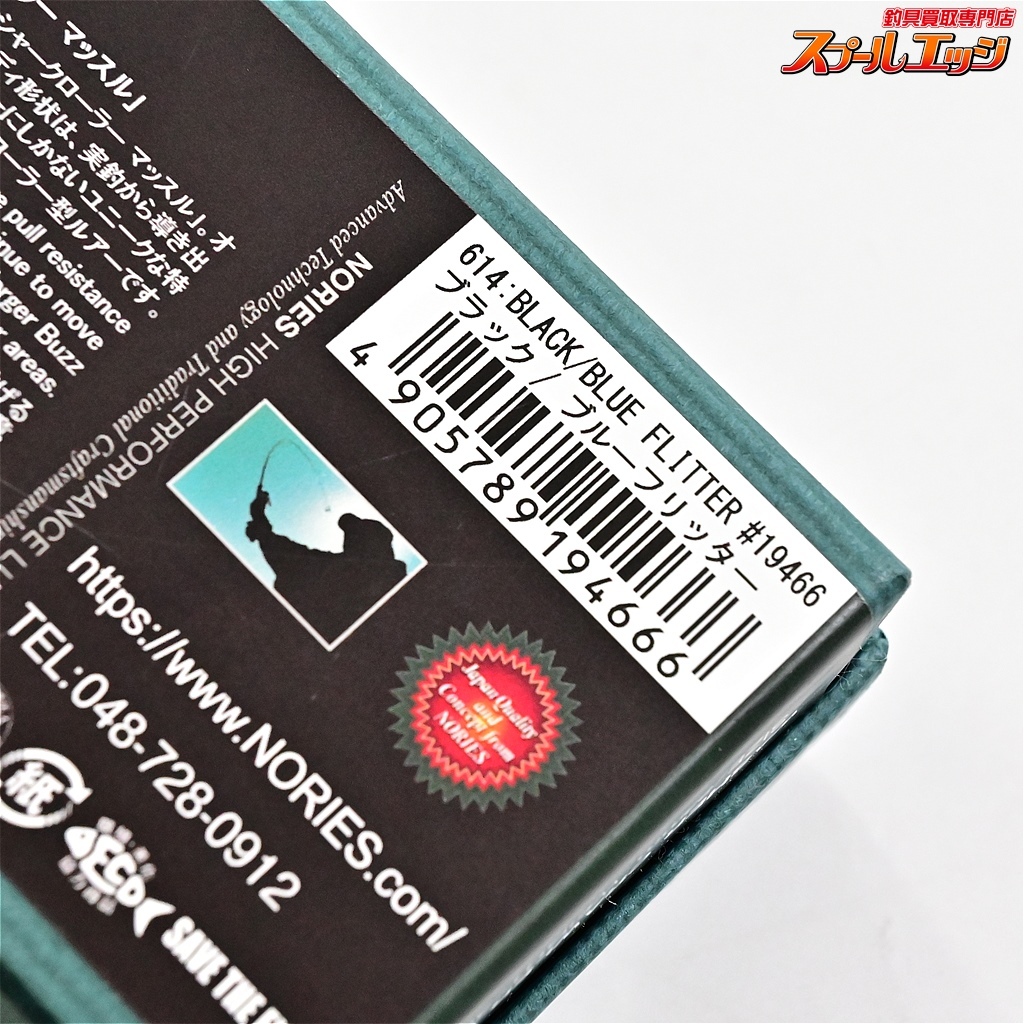 釣具買取専門店
スプールエッジ
ー マッスル」
シャークローラー マッスル」。オ
ディ形状は、実釣から導き出
にしかないユニークな特
ローラー型ルアーです。
pull resistance
nue to move
rger Buzz
areas.
Advanced Technology and Traditional Craftsmanship
NORIES HIGH PERFORMANCE
614:BLACK/BLUE FLITTER #19466
ブラック/ブルーフリッター
4 905789 194666
Japan Quality
and
Concept from
NORIES
https://www.NORIES.com/
TEL:048-728-0912
紙
ECO
SAVE THE